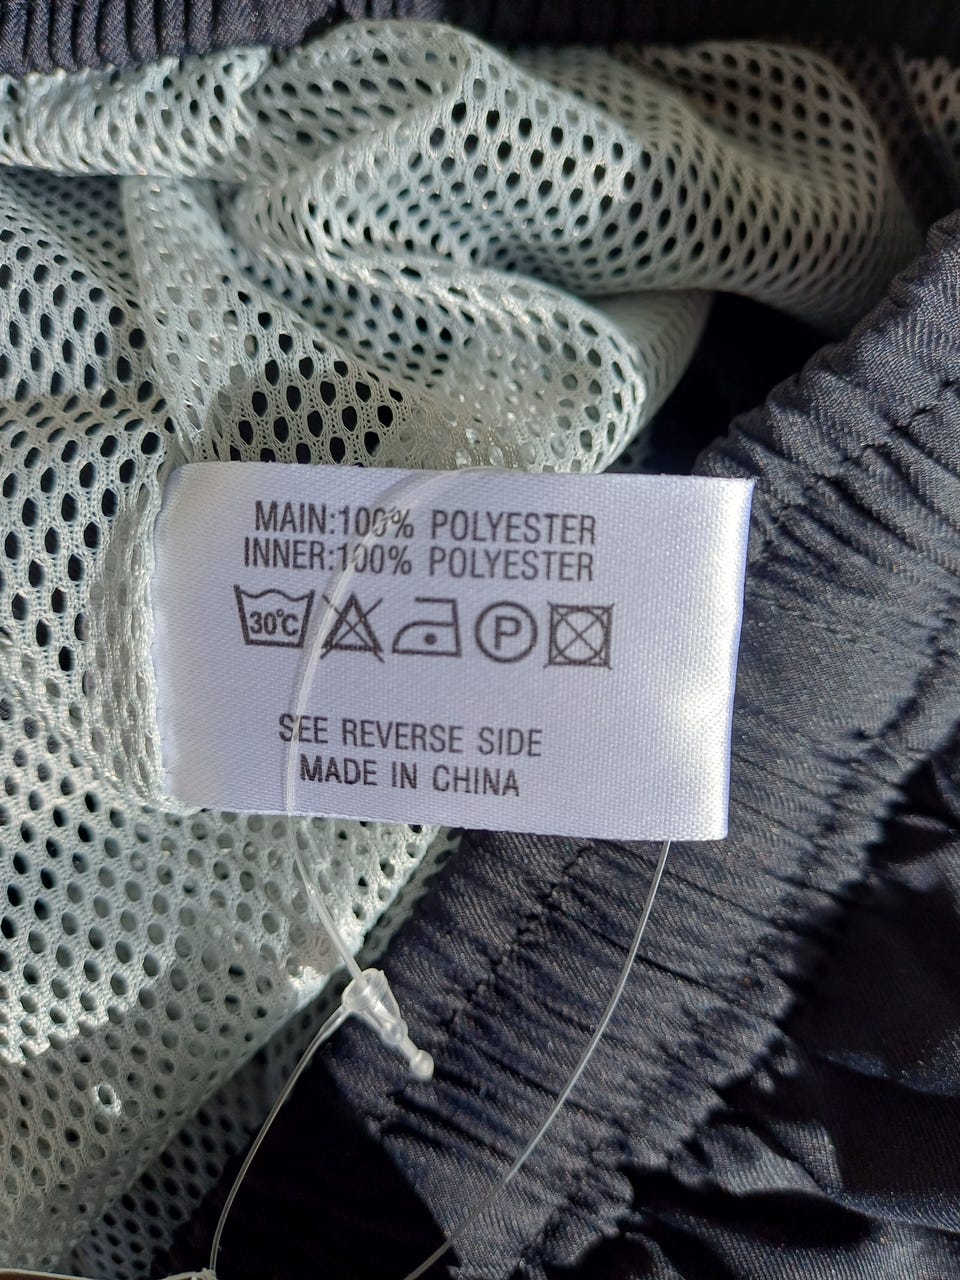 MAIN:100% POLYESTER
INNER:100% POLYESTER
30°C P
SEE REVERSE SIDE
MADE IN CHINA